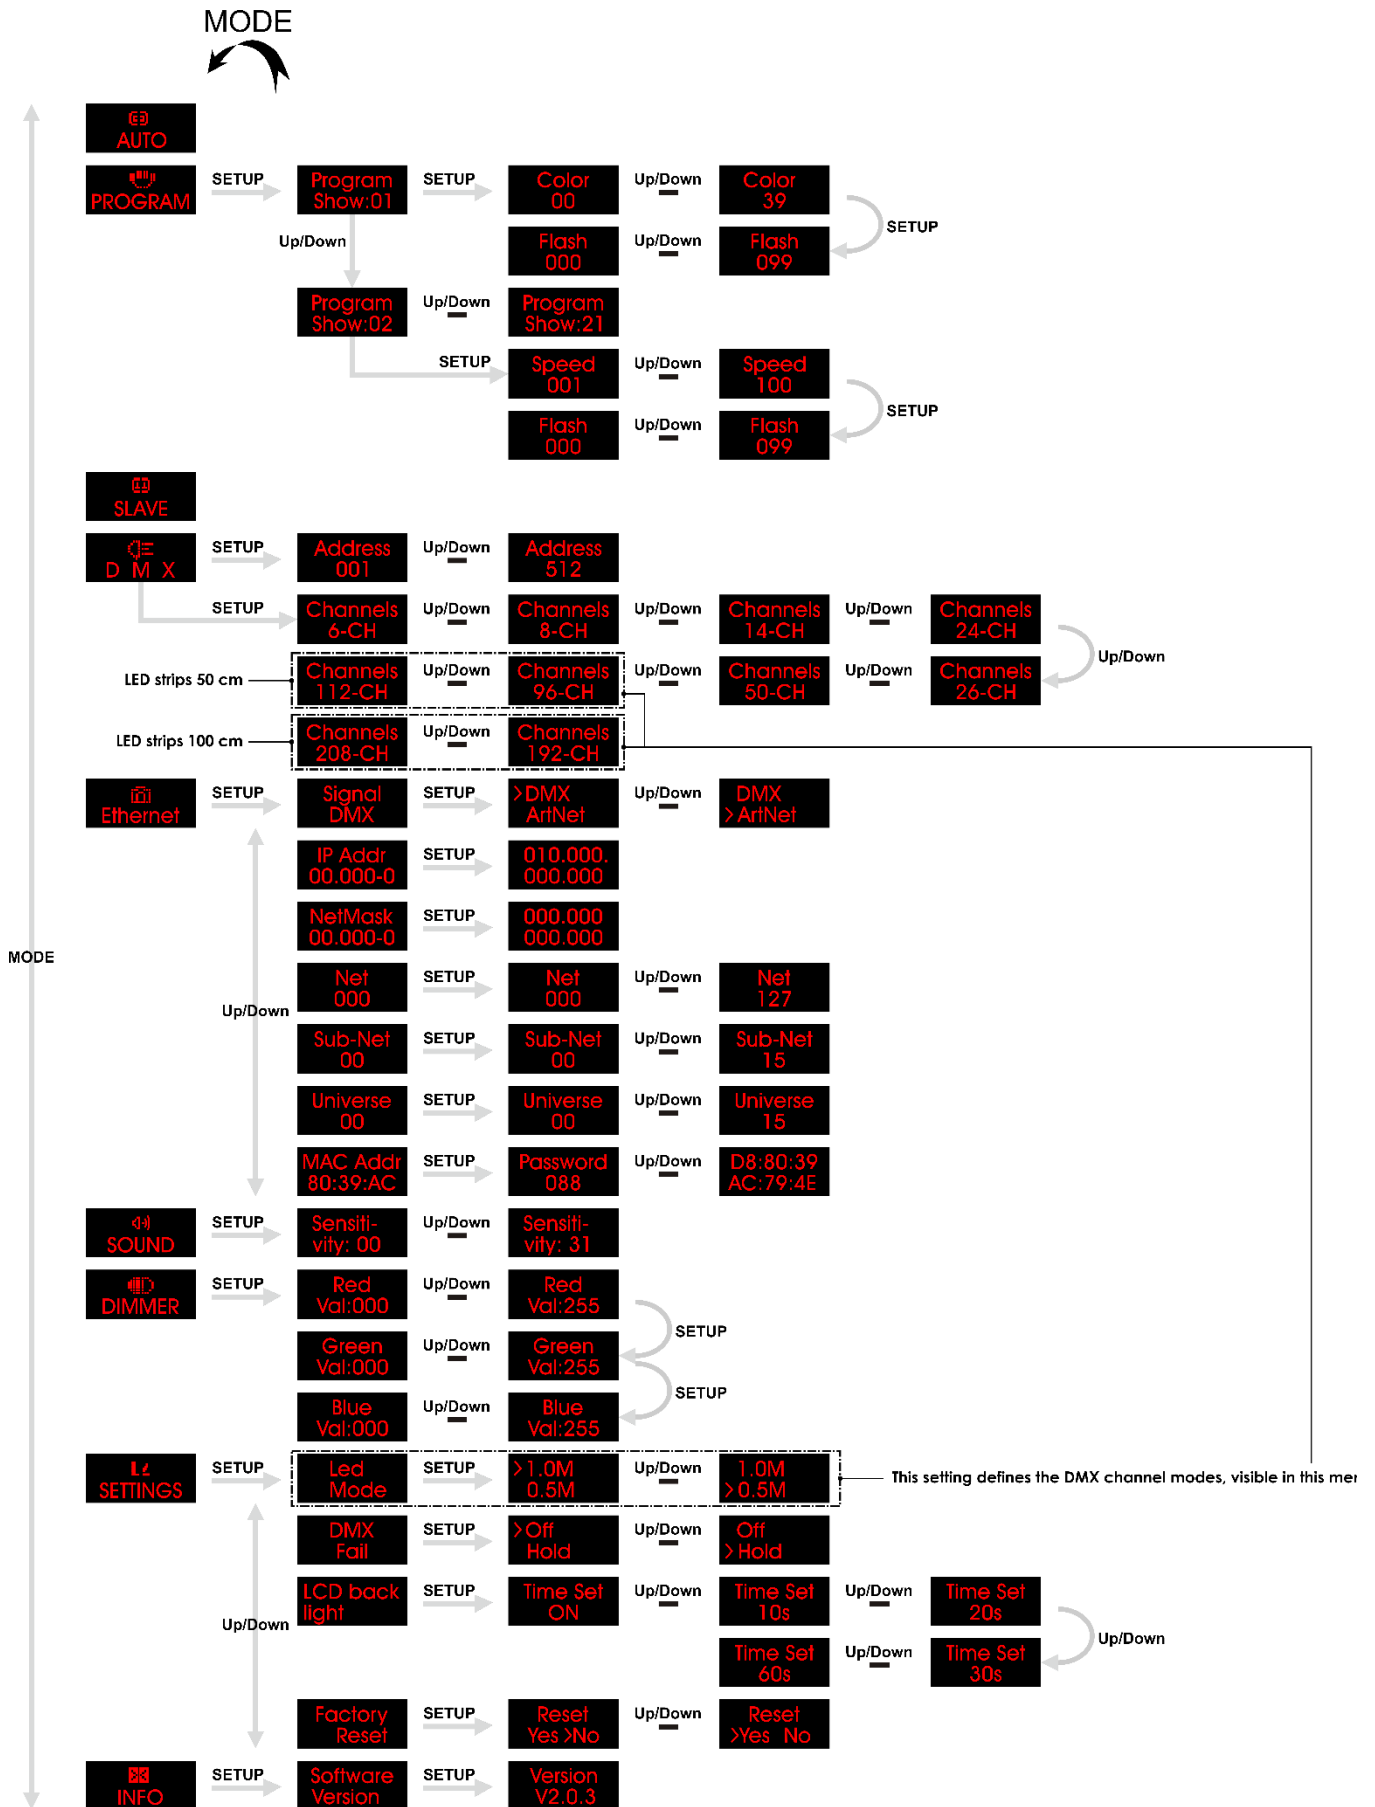 MODE
AUTO
PROGRAM
SETUP
Program
Show:01
SETUP
Color
00
Up/Down
Color
39
SETUP
Up/Down
Flash
000
Up/Down
Flash
099
Program
Show:02
Up/Down
Program
Show:21
SETUP
Speed
001
Up/Down
Speed
100
SETUP
Flash
000
Up/Down
Flash
099
SLAVE
D M X
SETUP
Address
001
Up/Down
Address
512
SETUP
Channels
6-CH
Up/Down
Channels
8-CH
Up/Down
Channels
14-CH
Up/Down
Channels
24-CH
Up/Down
LED strips 50 cm
Channels
112-CH
Up/Down
Channels
96-CH
Up/Down
Channels
50-CH
Up/Down
Channels
26-CH
LED strips 100 cm
Channels
208-CH
Up/Down
Channels
192-CH
Ethernet
SETUP
Signal
DMX
SETUP
>DMX
ArtNet
Up/Down
DMX
>ArtNet
IP Addr
00.000-0
SETUP
010.000.
000.000
NetMask
00.000-0
SETUP
000.000
000.000
MODE
Up/Down
Net
000
SETUP
Net
000
Up/Down
Net
127
Sub-Net
00
SETUP
Sub-Net
00
Up/Down
Sub-Net
15
Universe
00
SETUP
Universe
00
Up/Down
Universe
15
MAC Addr
80:39:AC
SETUP
Password
088
Up/Down
D8:80:39
AC:79:4E
SOUND
SETUP
Sensiti-
vity: 00
Up/Down
Sensiti-
vity: 31
DIMMER
SETUP
Red
Val:000
Up/Down
Red
Val:255
SETUP
Green
Val:000
Up/Down
Green
Val:255
SETUP
Blue
Val:000
Up/Down
Blue
Val:255
SETTINGS
SETUP
Led
Mode
SETUP
>1.0M
0.5M
Up/Down
1.0M
>0.5M
This setting defines the DMX channel modes, visible in this mer
DMX
Fail
SETUP
>Off
Hold
Up/Down
Off
>Hold
Up/Down
LCD back
light
SETUP
Time Set
ON
Up/Down
Time Set
10s
Up/Down
Time Set
20s
Up/Down
Time Set
60s
Up/Down
Time Set
30s
Factory
Reset
SETUP
Reset
Yes >No
Up/Down
Reset
>Yes No
INFO
SETUP
Software
Version
SETUP
Version
V2.0.3